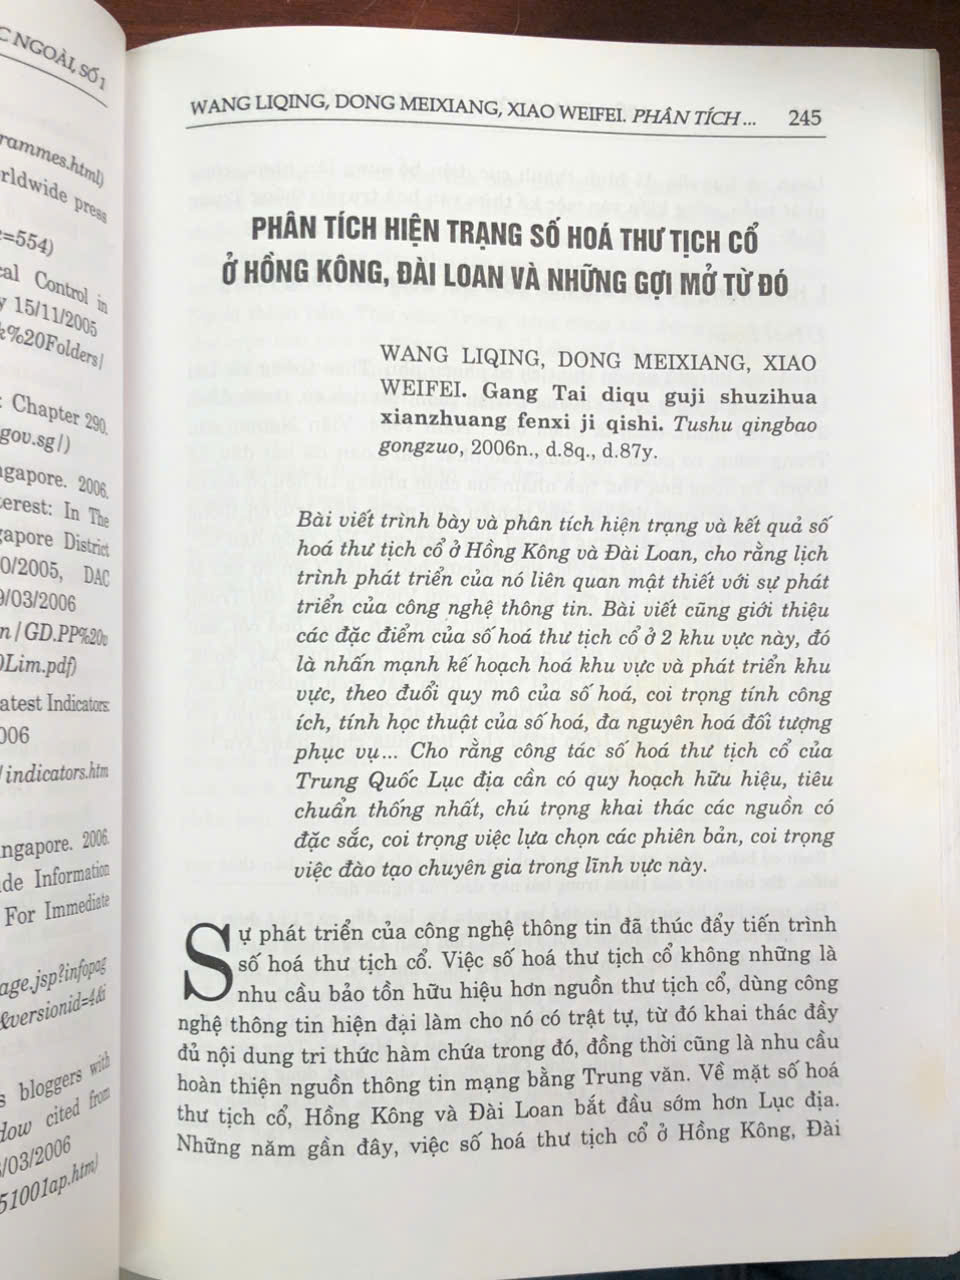 C NGOÀI, SỐ 1
rammes.html)
rldwide press
e=554)
cal Control in
y 15/11/2005
k%20Folders/
: Chapter 290.
gov.sg/)
ngapore. 2006.
terest: In The
gapore District
0/2005, DAC
9/03/2006
n/GD.PP%20v
OLim.pdf)
atest Indicators:
006
/indicators.htm
ngapore. 2006.
de Information
For Immediate
age.jsp?infopag
&versionid=4&i
s bloggers with
dow cited from
/03/2006
51001ap.htm)
WANG LIQING, DONG MEIXIANG, XIAO WEIFEI. PHÂN TÍCH ... 245
PHÂN TÍCH HIỆN TRẠNG SỐ HOÁ THƯ TỊCH CỔ
Ở HỒNG KÔNG, ĐÀI LOAN VÀ NHỮNG GỢI MỞ TỪ ĐÓ
WANG LIQING, DONG MEIXIANG, XIAO
WEIFEI. Gang Tai diqu guji shuzihua
xianzhuang fenxi ji qishi. Tushu qingbao
gongzuo, 2006n., d.8q., d.87y.
Bài viết trình bày và phân tích hiện trạng và kết quả số
hoá thư tịch cổ ở Hồng Kông và Đài Loan, cho rằng lịch
trình phát triển của nó liên quan mật thiết với sự phát
triển của công nghệ thông tin. Bài viết cũng giới thiệu
các đặc điểm của số hoá thư tịch cổ ở 2 khu vực này, đó
là nhấn mạnh kế hoạch hoá khu vực và phát triển khu
vực, theo đuổi quy mô của số hoá, coi trọng tính công
ích, tính học thuật của số hoá, đa nguyên hoá đối tượng
phục vụ... Cho rằng công tác số hoá thư tịch cổ của
Trung Quốc Lục địa cần có quy hoạch hữu hiệu, tiêu
chuẩn thống nhất, chú trọng khai thác các nguồn có
đặc sắc, coi trọng việc lựa chọn các phiên bản, coi trọng
việc đào tạo chuyên gia trong lĩnh vực này.
Sự phát triển của công nghệ thông tin đã thúc đẩy tiến trình
số hoá thư tịch cổ. Việc số hoá thư tịch cổ không những là
nhu cầu bảo tồn hữu hiệu hơn nguồn thư tịch cổ, dùng công
nghệ thông tin hiện đại làm cho nó có trật tự, từ đó khai thác đầy
đủ nội dung tri thức hàm chứa trong đó, đồng thời cũng là nhu cầu
hoàn thiện nguồn thông tin mạng bằng Trung văn. Về mặt số hoá
thư tịch cổ, Hồng Kông và Đài Loan bắt đầu sớm hơn Lục địa.
Những năm gần đây, việc số hoá thư tịch cổ ở Hồng Kông, Đài